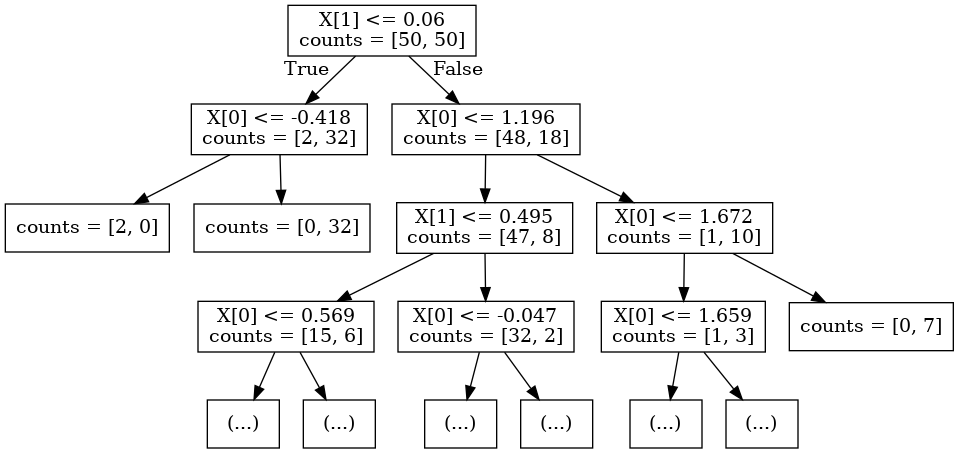 X[1] <= 0.06
counts = [50, 50]
True
False
X[0] <= -0.418
counts = [2, 32]
X[0] <= 1.196
counts = [48, 18]
counts = [2, 0]
counts = [0, 32]
X[1] <= 0.495
counts = [47, 8]
X[0] <= 1.672
counts = [1, 10]
X[0] <= 0.569
counts = [15, 6]
X[0] <= -0.047
counts = [32, 2]
X[0] <= 1.659
counts = [1, 3]
counts = [0, 7]
(...)
(...)
(...)
(...)
(...)
(...)